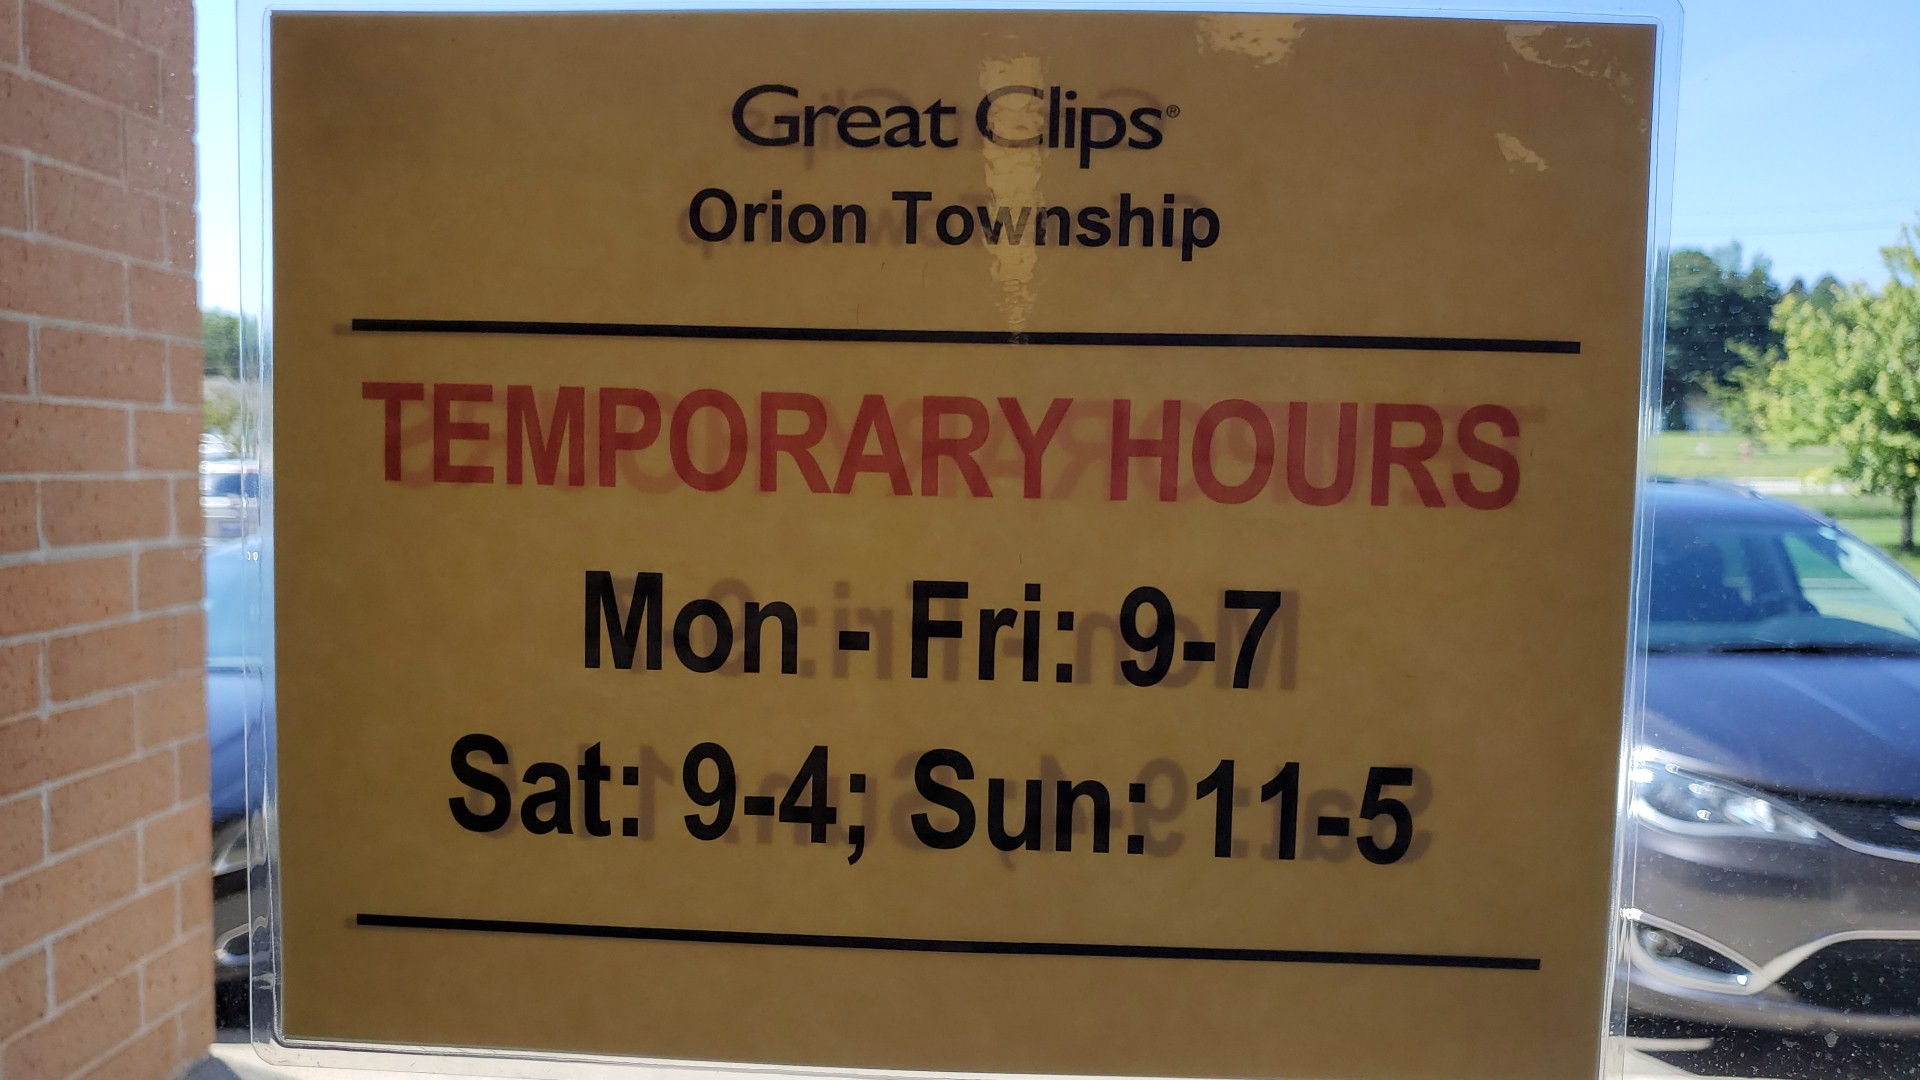 Great Clips®
Orion Township
TEMPORARY HOURS
Mon - Fri: 9-7
Sat: 9-4; Sun: 11-5